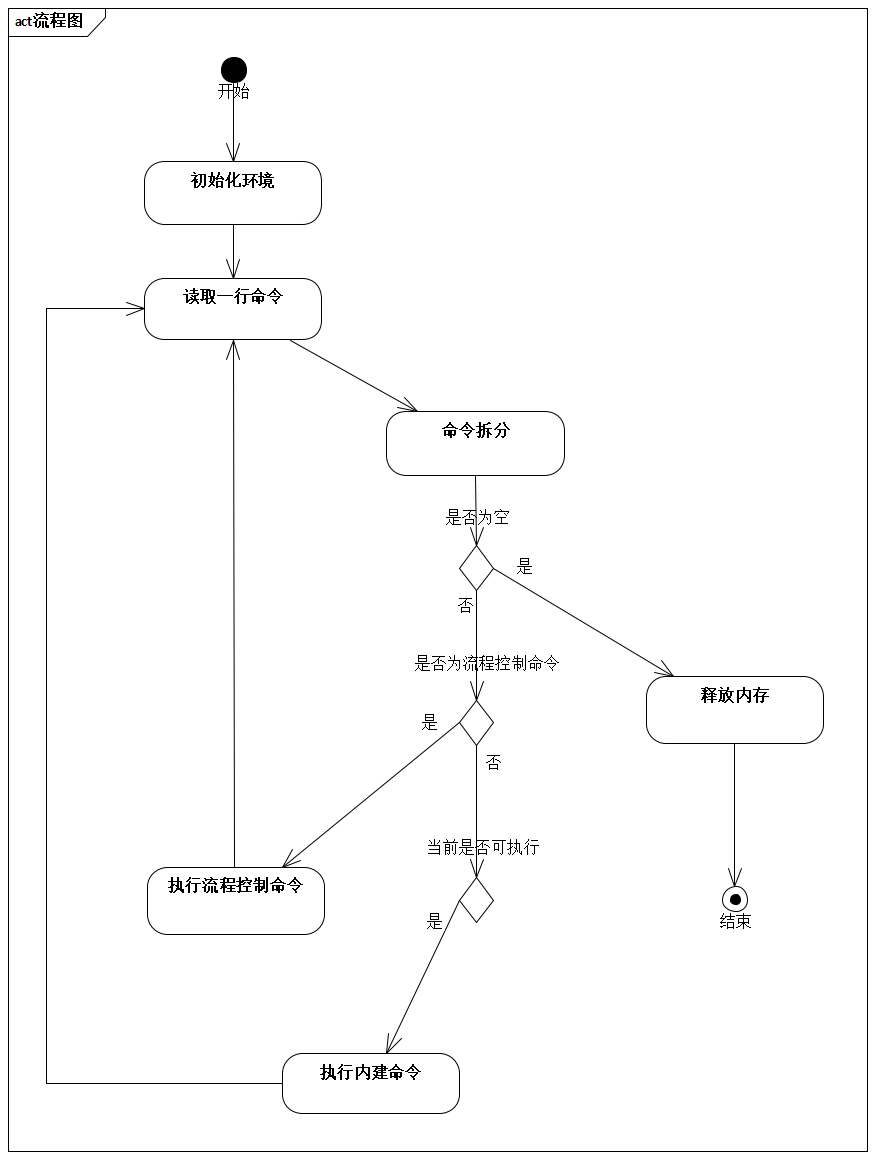 act流程图
开始
初始化环境
读取一行命令
命令拆分
是否为空
是
否
是否为流程控制命令
释放内存
是
否
当前是否可执行
执行流程控制命令
是
结束
执行内建命令